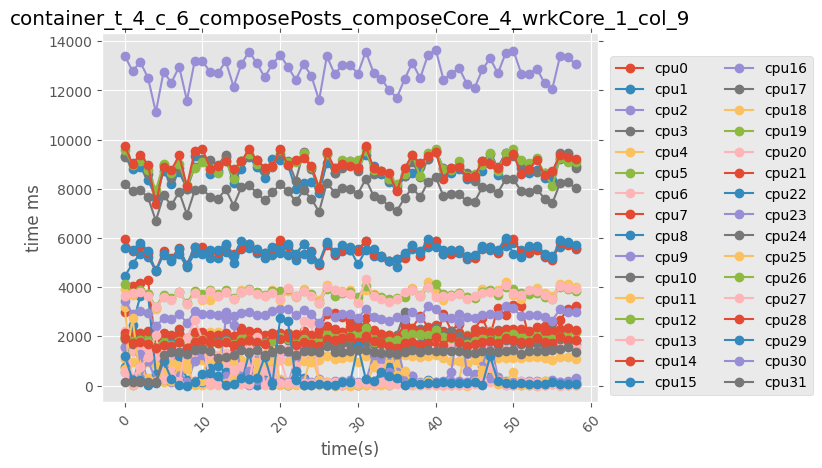 container_t_4_c_6_composePosts_composeCore_4_wrkCore_1_col_9
14000
12000
10000
8000
6000
4000
2000
0
time ms
0 10 20 30 40 50 60
time(s)
cpu0 cpu16
cpu1 cpu17
cpu2 cpu18
cpu3 cpu19
cpu4 cpu20
cpu5 cpu21
cpu6 cpu22
cpu7 cpu23
cpu8 cpu24
cpu9 cpu25
cpu10 cpu26
cpu11 cpu27
cpu12 cpu28
cpu13 cpu29
cpu14 cpu30
cpu15 cpu31